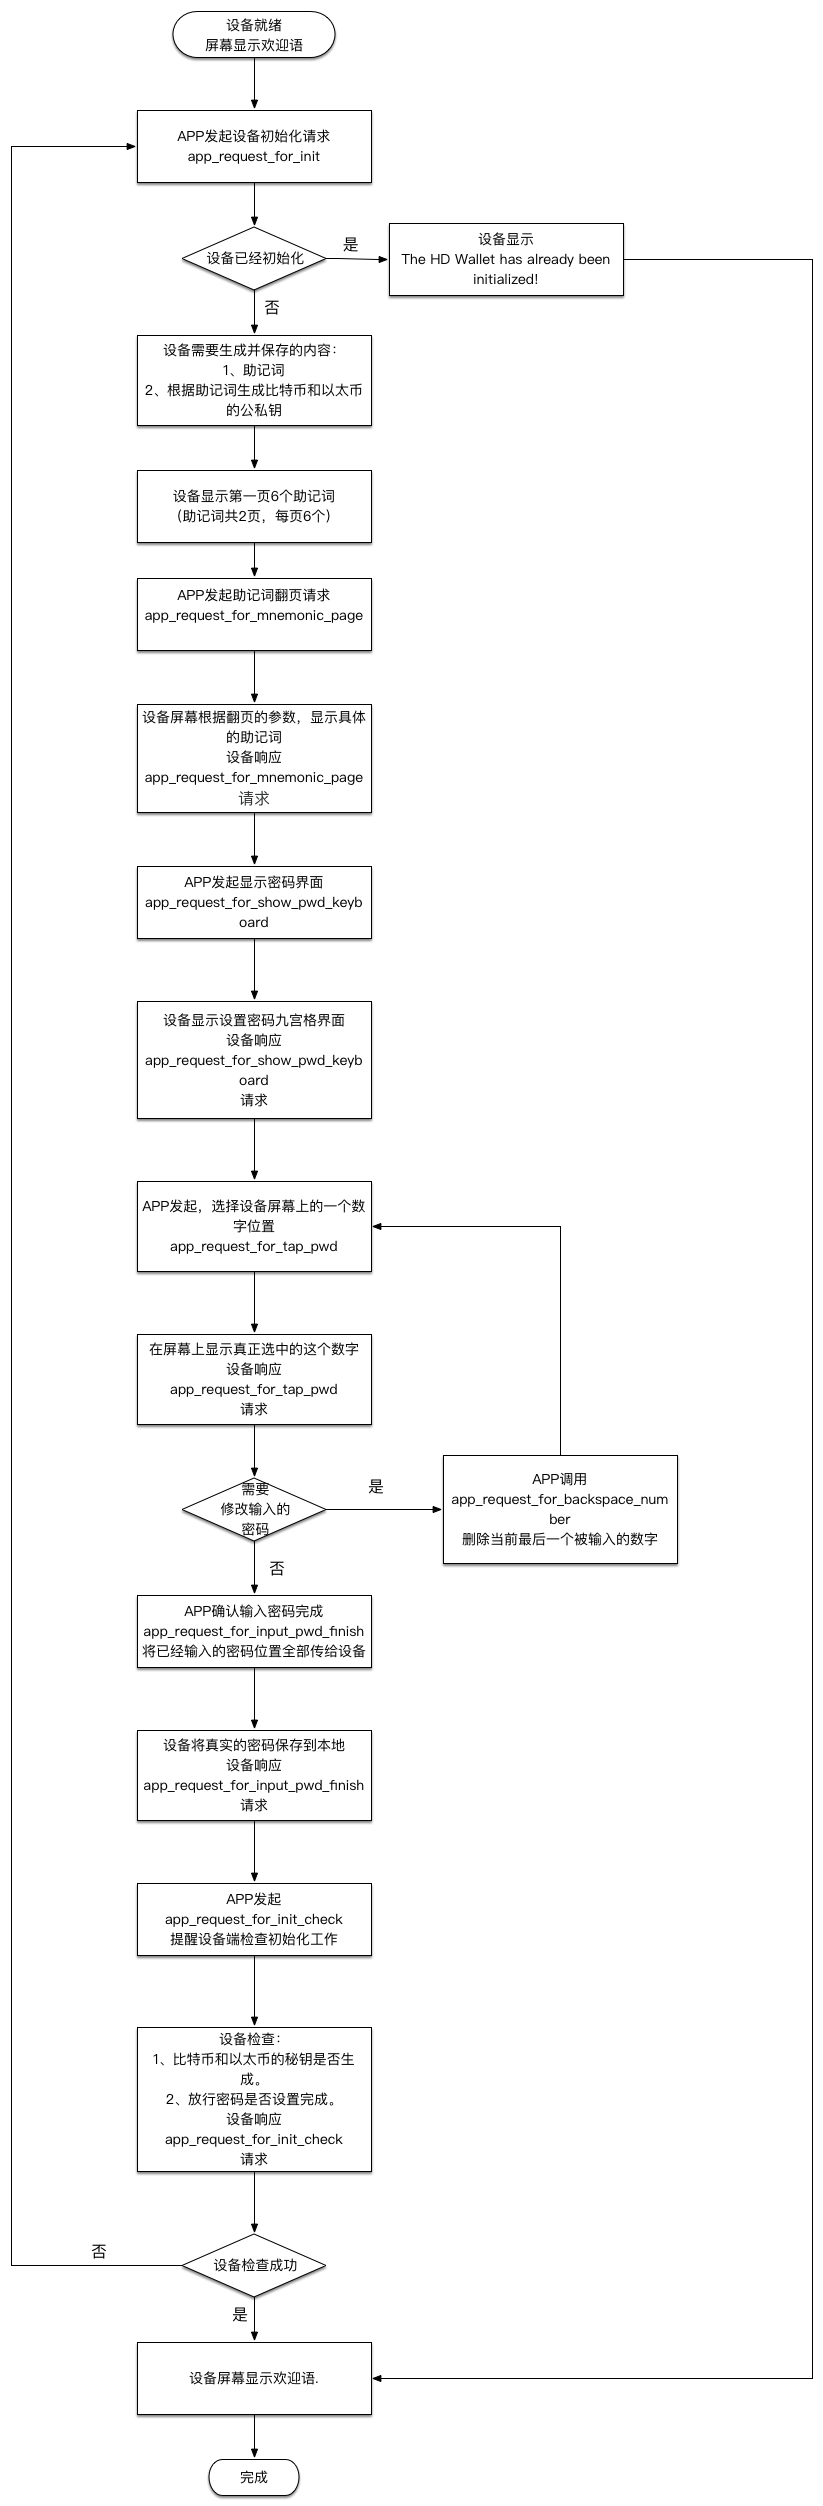 设备就绪
屏幕显示欢迎语
APP发起设备初始化请求
app_request_for_init
设备已经初始化
是
设备显示
The HD Wallet has already been
initialized!
否
设备需要生成并保存的内容：
1、助记词
2、根据助记词生成比特币和以太币
的公私钥
设备显示第一页6个助记词
（助记词共2页，每页6个）
APP发起助记词翻页请求
app_request_for_mnemonic_page
设备屏幕根据翻页的参数，显示具体
的助记词
设备响应
app_request_for_mnemonic_page
请求
APP发起显示密码界面
app_request_for_show_pwd_keyb
oard
设备显示设置密码九宫格界面
设备响应
app_request_for_show_pwd_keyb
oard
请求
APP发起，选择设备屏幕上的一个数
字位置
app_request_for_tap_pwd
在屏幕上显示真正选中的这个数字
设备响应
app_request_for_tap_pwd
请求
需要
修改输入的
密码
是
APP调用
app_request_for_backspace_num
ber
删除当前最后一个被输入的数字
否
APP确认输入密码完成
app_request_for_input_pwd_finish
将已经输入的密码位置全部传给设备
设备将真实的密码保存到本地
设备响应
app_request_for_input_pwd_finish
请求
APP发起
app_request_for_init_check
提醒设备端检查初始化工作
设备检查：
1、比特币和以太币的秘钥是否生
成。
2、放行密码是否设置完成。
设备响应
app_request_for_init_check
请求
否
设备检查成功
是
设备屏幕显示欢迎语.
完成